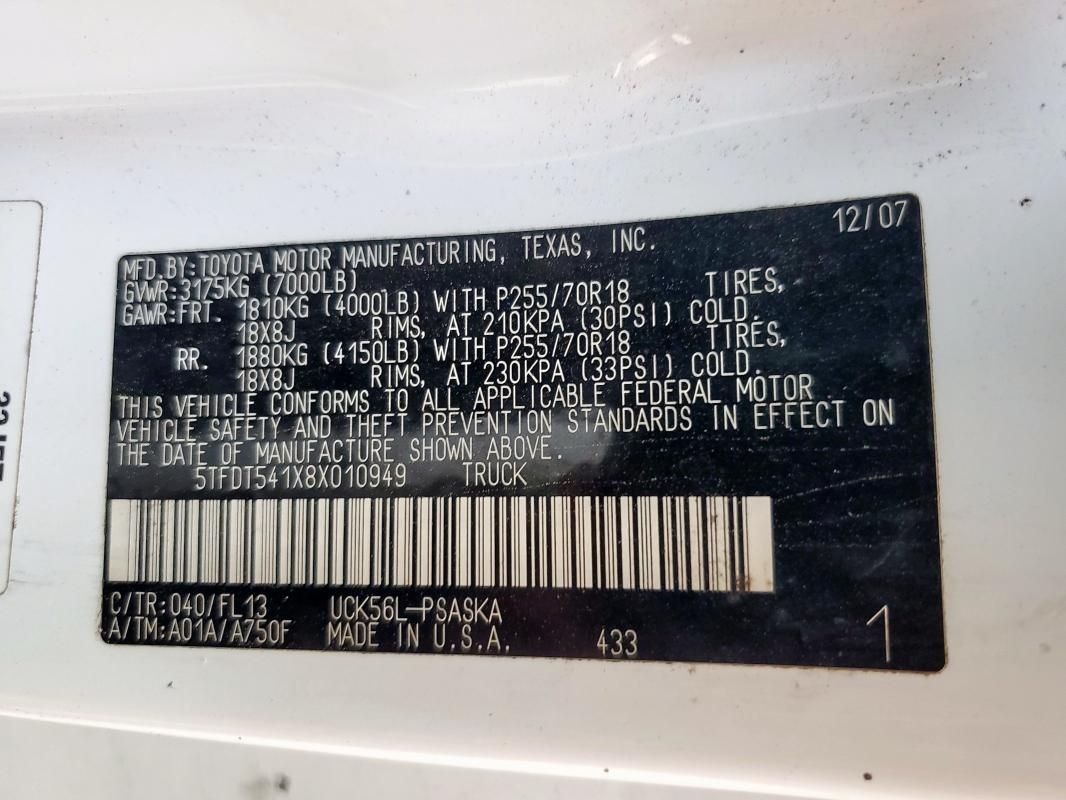 12/07
MFD.BY:TOYOTA MOTOR MANUFACTURING, TEXAS, INC.
GVWR:3175KG (7000LB)
GAWR:FRT. 1810KG (4000LB) WITH P255/70R18 TIRES,
18X8J RIMS, AT 210KPA (30PSI) COLD.
RR. 1880KG (4150LB) WITH P255/70R18 TIRES,
18X8J RIMS, AT 230KPA (33PSI) COLD.
THIS VEHICLE CONFORMS TO ALL APPLICABLE FEDERAL MOTOR
VEHICLE SAFETY AND THEFT PREVENTION STANDARDS IN EFFECT ON
THE DATE OF MANUFACTURE SHOWN ABOVE.
5TFDT541X8X010949 TRUCK
C/TR:040/FL13 UCK56L-PSASKA
A/TM:A01A/A750F MADE IN U.S.A. 433 1